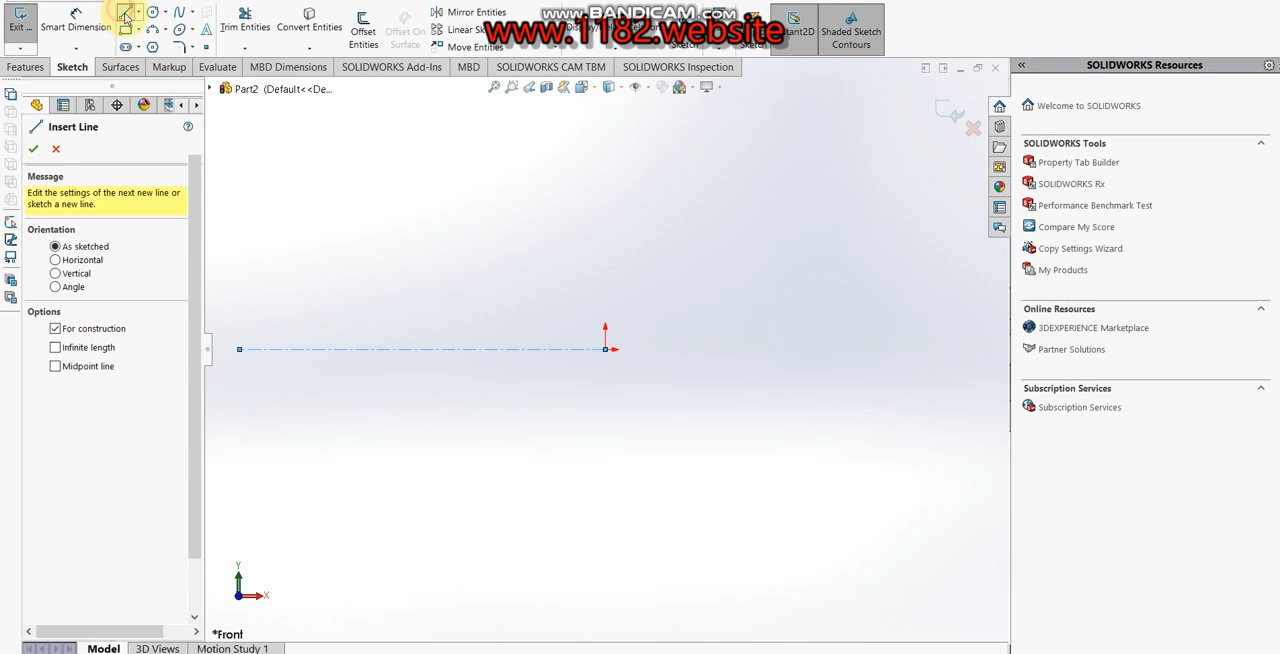 Exit ...
Smart Dimension
Trim Entities
Convert Entities
Offset Entities
Offset On Surface
Mirror Entities
Linear Sk
Move Entities
Shaded Sketch Contours
www.BANDICAM.com
www.1182.website
Features
Sketch
Surfaces
Markup
Evaluate
MBD Dimensions
SOLIDWORKS Add-Ins
MBD
SOLIDWORKS CAM TBM
SOLIDWORKS Inspection
SOLIDWORKS Resources
Part2 (Default<<De...
Insert Line
Message
Edit the settings of the next new line or
sketch a new line.
Orientation
As sketched
Horizontal
Vertical
Angle
Options
For construction
Infinite length
Midpoint line
Welcome to SOLIDWORKS
SOLIDWORKS Tools
Property Tab Builder
SOLIDWORKS Rx
Performance Benchmark Test
Compare My Score
Copy Settings Wizard
My Products
Online Resources
3DEXPERIENCE Marketplace
Partner Solutions
Subscription Services
Subscription Services
Y
X
*Front
Model
3D Views
Motion Study 1